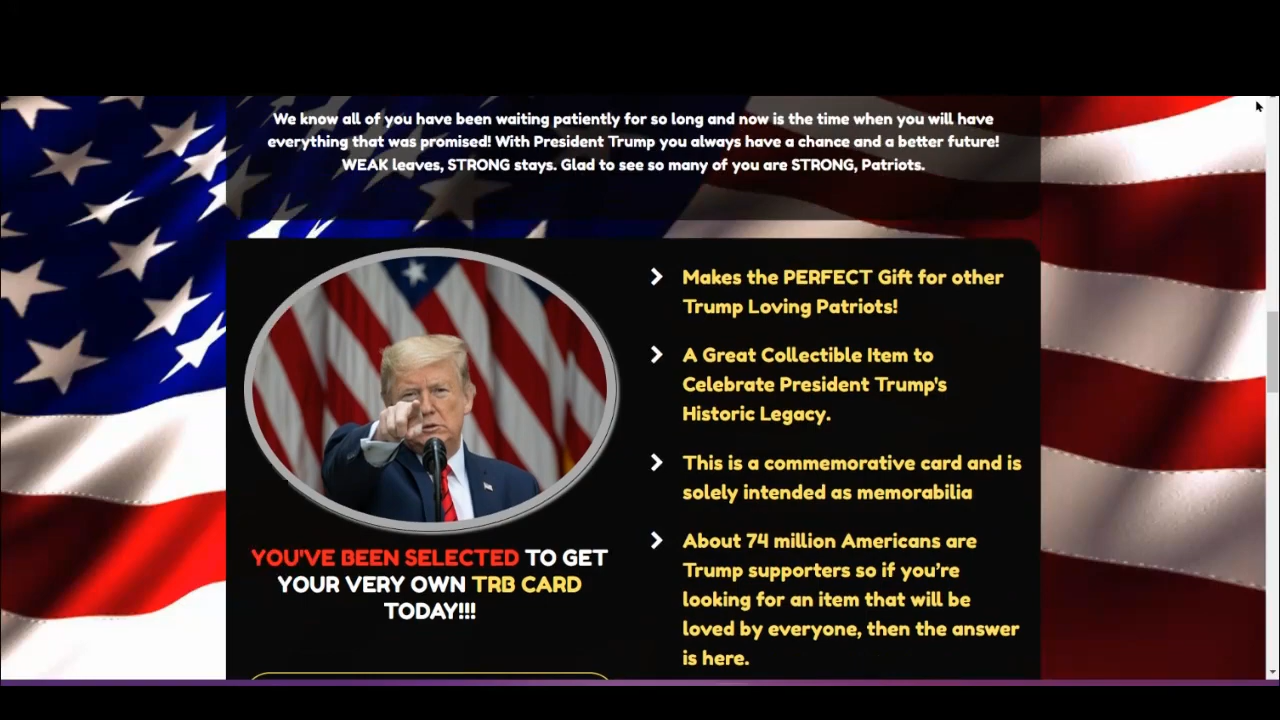 We know all of you have been waiting patiently for so long and now is the time when you will have
everything that was promised! With President Trump you always have a chance and a better future!
WEAK leaves, STRONG stays. Glad to see so many of you are STRONG, Patriots.
YOU'VE BEEN SELECTED TO GET
YOUR VERY OWN TRB CARD
TODAY!!!
Makes the PERFECT Gift for other
Trump Loving Patriots!
A Great Collectible Item to
Celebrate President Trump's
Historic Legacy.
This is a commemorative card and is
solely intended as memorabilia
About 74 million Americans are
Trump supporters so if you’re
looking for an item that will be
loved by everyone, then the answer
is here.